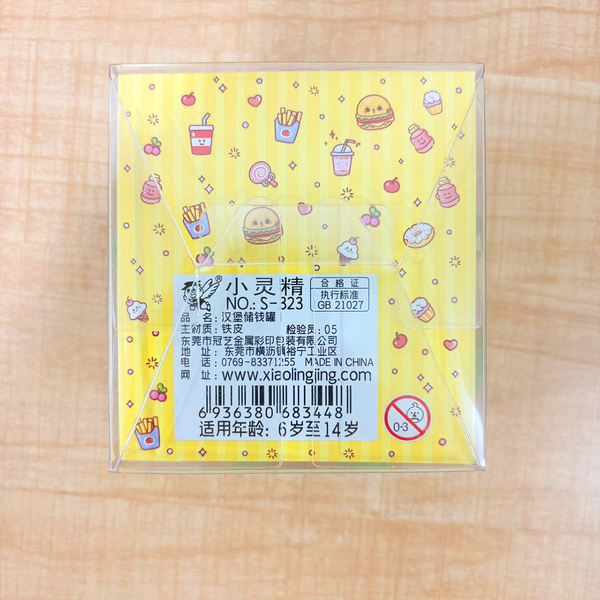 小灵精®
NO: S-323
合格证
执行标准
GB 21027
品 名: 汉堡储钱罐
主材质: 铁皮 检验员: 05
东莞市冠艺金属彩印包装有限公司
地 址: 东莞市横沥镇裕宁工业区
电 话: 0769-83371255 MADE IN CHINA
网 址: www.xiaolingjing.com
6 936380 683448
适用年龄: 6岁至14岁
0-3